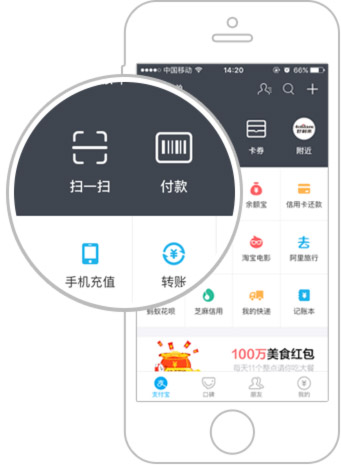 中国移动
14:20
66%
扫一扫
付款
卡券
附近
余额宝
信用卡还款
手机充值
转账
淘宝电影
阿里旅行
蚂蚁花呗
芝麻信用
我的快递
记账本
100万美食红包
每天11个整点请你吃大餐
支付宝
口碑
朋友
我的